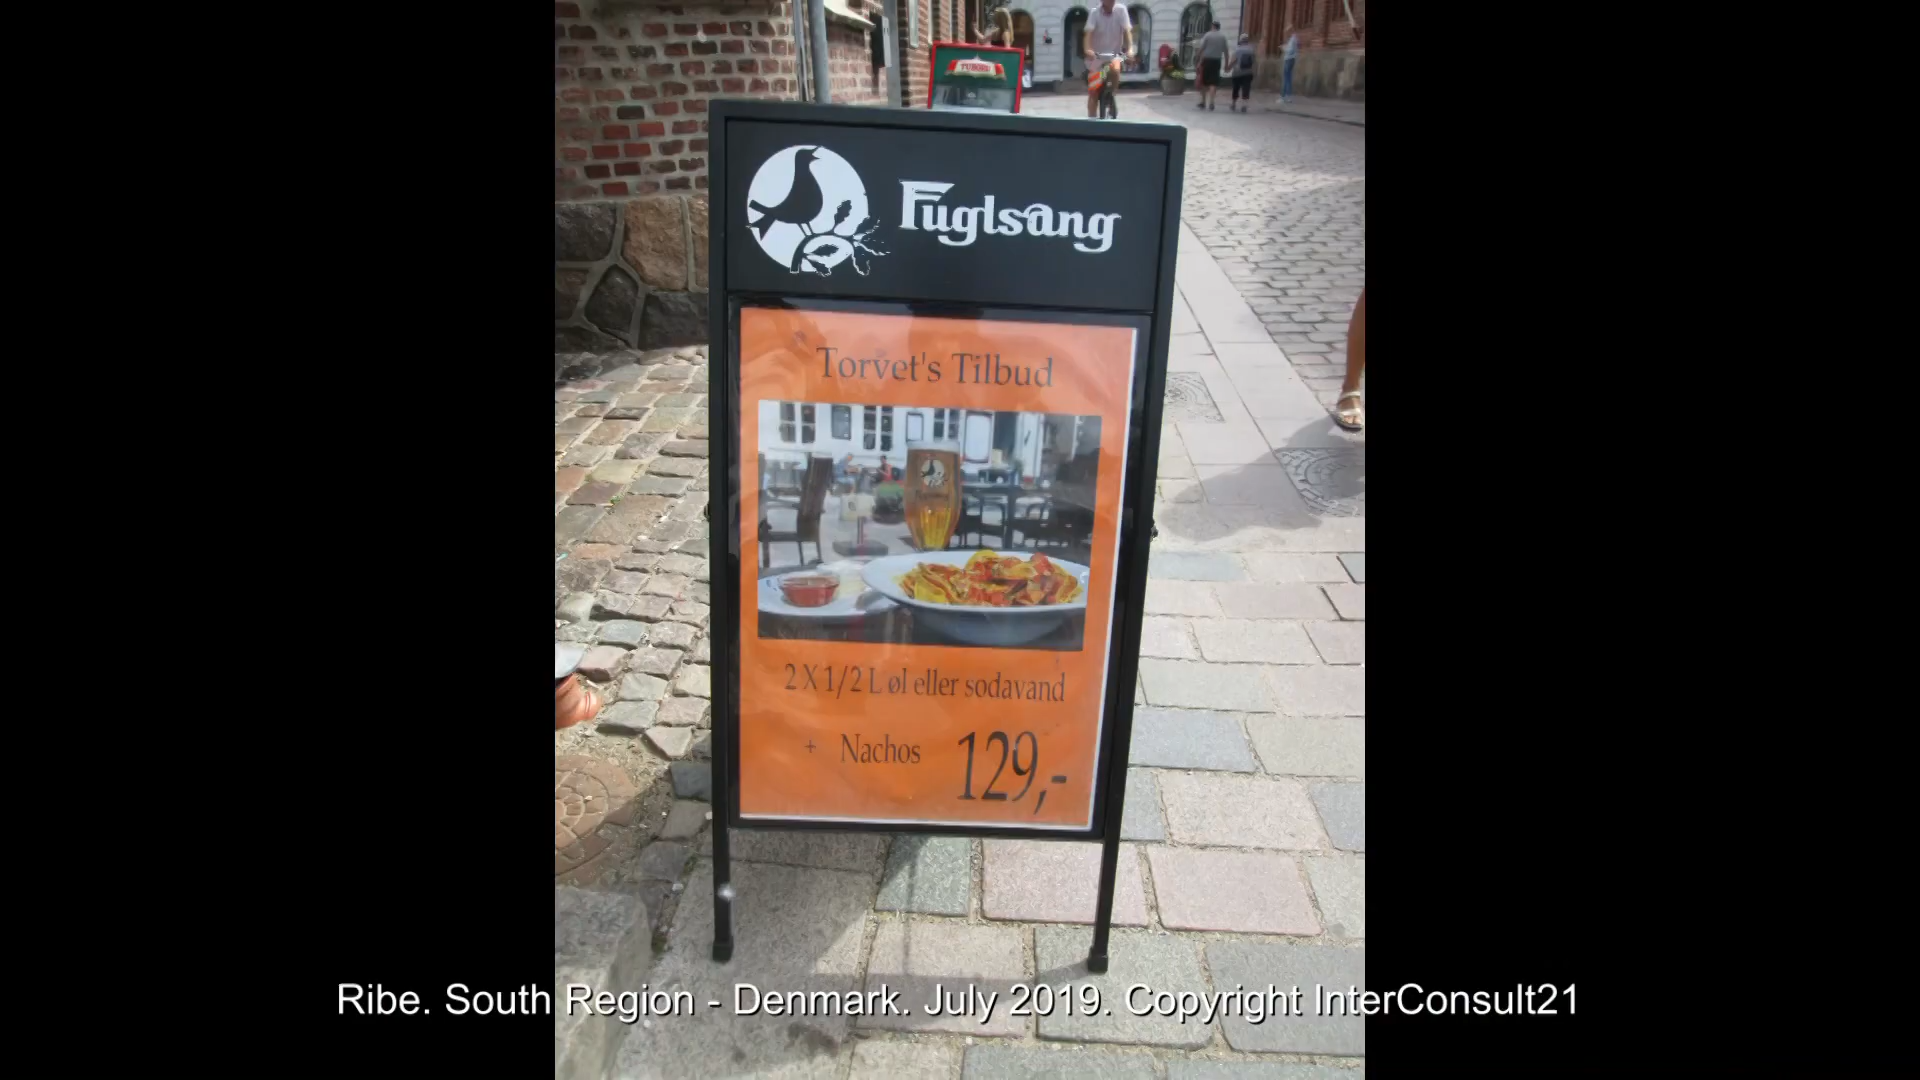 TUBORG
Fuglsang
Torvet's Tilbud
2 X 1/2 L øl eller sodavand
+ Nachos 129,-
Ribe. South Region - Denmark. July 2019. Copyright InterConsult21